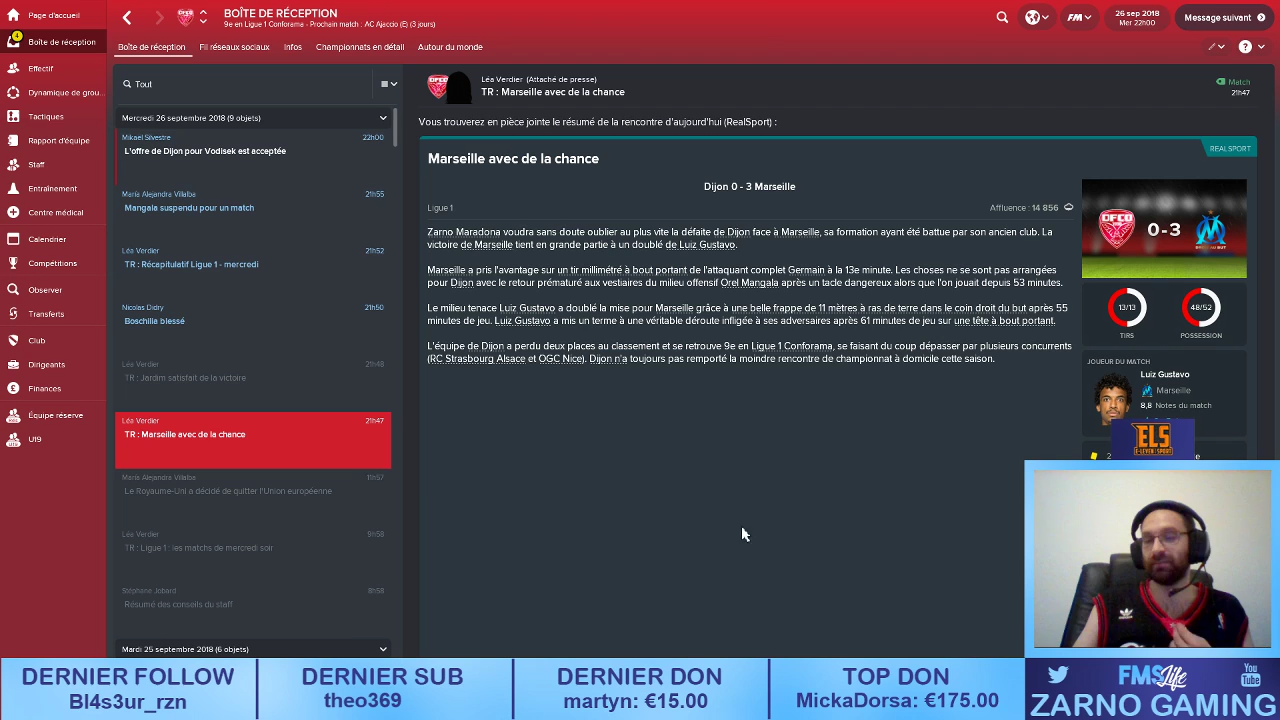 Page d'accueil
4
Boîte de réception
Effectif
Dynamique de grou...
Tactiques
Rapport d'équipe
Staff
Entraînement
Centre médical
Calendrier
Compétitions
Observer
Transferts
Club
Dirigeants
Finances
Équipe réserve
U19
BOÎTE DE RÉCEPTION
9e en Ligue 1 Conforama - Prochain match : AC Ajaccio (E) (3 jours)
FM
26 sep 2018
Mer 22h00
Message suivant
Boîte de réception
Fil réseaux sociaux
Infos
Championnats en détail
Autour du monde
?
Tout
Mercredi 26 septembre 2018 (9 objets)
Mikaël Silvestre 22h00
L'offre de Dijon pour Vodisek est acceptée
María Alejandra Villalba 21h55
Mangala suspendu pour un match
Léa Verdier 21h52
TR : Récapitulatif Ligue 1 - mercredi
Nicolas Didry 21h50
Boschilia blessé
Léa Verdier 21h48
TR : Jardim satisfait de la victoire
Léa Verdier 21h47
TR : Marseille avec de la chance
María Alejandra Villalba 11h57
Le Royaume-Uni a décidé de quitter l'Union européenne
Léa Verdier 9h58
TR : Ligue 1 : les matchs de mercredi soir
Stéphane Jobard 8h58
Résumé des conseils du staff
Mardi 25 septembre 2018 (6 objets)
DFCO
Léa Verdier (Attaché de presse)
TR : Marseille avec de la chance
Match
21h47
Vous trouverez en pièce jointe le résumé de la rencontre d'aujourd'hui (RealSport) :
REALSPORT
Marseille avec de la chance
Dijon 0 - 3 Marseille
Ligue 1
Affluence : 14 856
Zarno Maradona voudra sans doute oublier au plus vite la défaite de Dijon face à Marseille, sa formation ayant été battue par son ancien club. La
victoire de Marseille tient en grande partie à un doublé de Luiz Gustavo.
Marseille a pris l'avantage sur un tir millimétré à bout portant de l'attaquant complet Germain à la 13e minute. Les choses ne se sont pas arrangées
pour Dijon avec le retour prématuré aux vestiaires du milieu offensif Orel Mangala après un tacle dangereux alors que l'on jouait depuis 53 minutes.
Le milieu tenace Luiz Gustavo a doublé la mise pour Marseille grâce à une belle frappe de 11 mètres à ras de terre dans le coin droit du but après 55
minutes de jeu. Luiz Gustavo a mis un terme à une véritable déroute infligée à ses adversaires après 61 minutes de jeu sur une tête à bout portant.
L'équipe de Dijon a perdu deux places au classement et se retrouve 9e en Ligue 1 Conforama, se faisant du coup dépasser par plusieurs concurrents
(RC Strasbourg Alsace et OGC Nice). Dijon n'a toujours pas remporté la moindre rencontre de championnat à domicile cette saison.
DFCO
0 - 3
13/13
TIRS
48/52
POSSESSION
JOUEUR DU MATCH
Luiz Gustavo
Marseille
8,8 Notes du match
ELS
E-LEVEN ESPORT
2
DERNIER FOLLOW
Bl4s3ur_rzn
DERNIER SUB
theo369
DERNIER DON
martyn: €15.00
TOP DON
MickaDorsa: €175.00
FMSLife
You
Tube
ZARNO GAMING